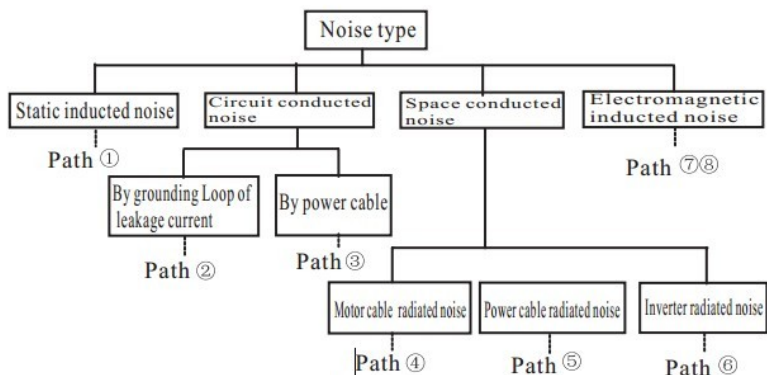 Noise type
Static inducted noise
Circuit conducted
noise
Space conducted
noise
Electromagnetic
inducted noise
Path ①
Path ⑦⑧
By grounding Loop of
leakage current
By power cable
Path ②
Path ③
Motor cable radiated noise
Power cable radiated noise
Inverter radiated noise
Path ④
Path ⑤
Path ⑥